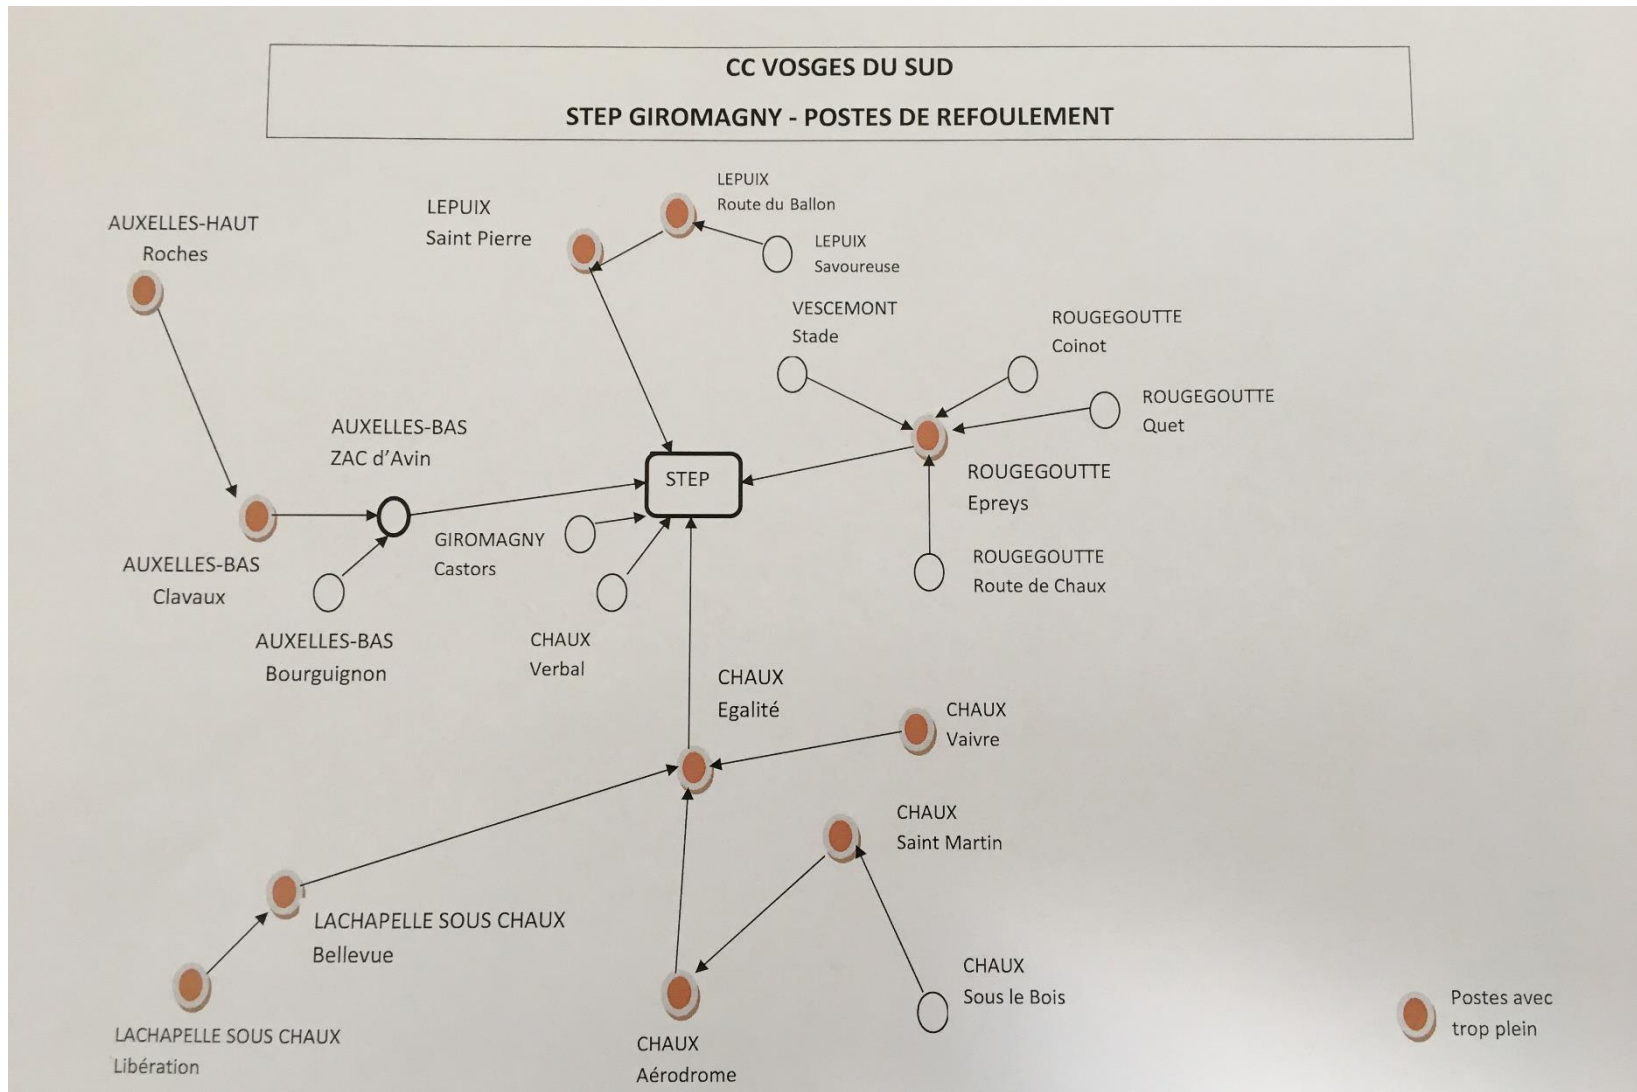 CC VOSGES DU SUD
STEP GIROMAGNY - POSTES DE REFOULEMENT
LEPUIX
Route du Ballon
LEPUIX
Saint Pierre
AUXELLES-HAUT
Roches
LEPUIX
Savoureuse
VESCEMONT
Stade
ROUGEGOUTTE
Coinot
ROUGEGOUTTE
Quet
AUXELLES-BAS
ZAC d'Avin
STEP
ROUGEGOUTTE
Epreys
GIROMAGNY
Castors
AUXELLES-BAS
Clavaux
ROUGEGOUTTE
Route de Chaux
AUXELLES-BAS
Bourguignon
CHAUX
Verbal
CHAUX
Egalité
CHAUX
Vaivre
CHAUX
Saint Martin
LACHAPELLE SOUS CHAUX
Bellevue
CHAUX
Sous le Bois
LACHAPELLE SOUS CHAUX
Libération
CHAUX
Aérodrome
Postes avec
trop plein